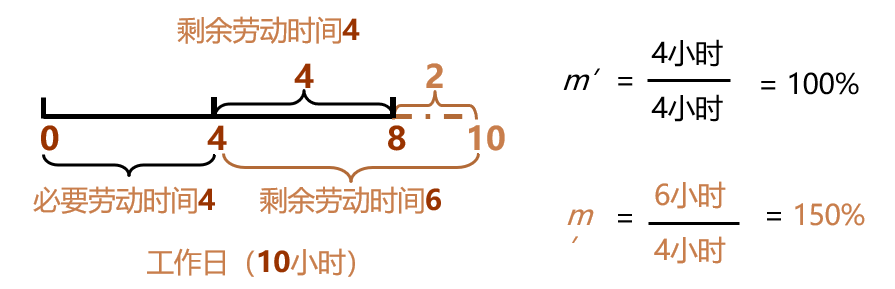 剩余劳动时间4
4 2
0 4 8 10
必要劳动时间4 剩余劳动时间6
工作日（10小时）
m′ = 4小时
4小时
= 100%
m
′
= 6小时
4小时
= 150%